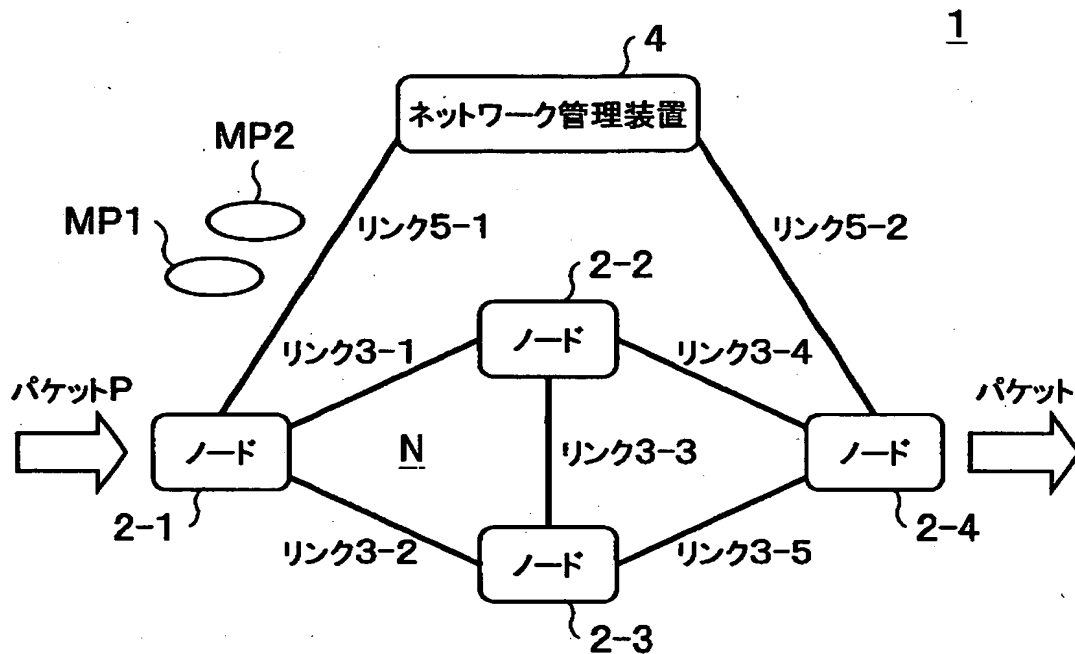 1
4
ネットワーク管理装置
MP2
MP1
リンク5-1
リンク5-2
2-2
ノード
リンク3-1
リンク3-4
パケットP
パケット
ノード
N
リンク3-3
ノード
2-1
2-4
リンク3-2
リンク3-5
ノード
2-3